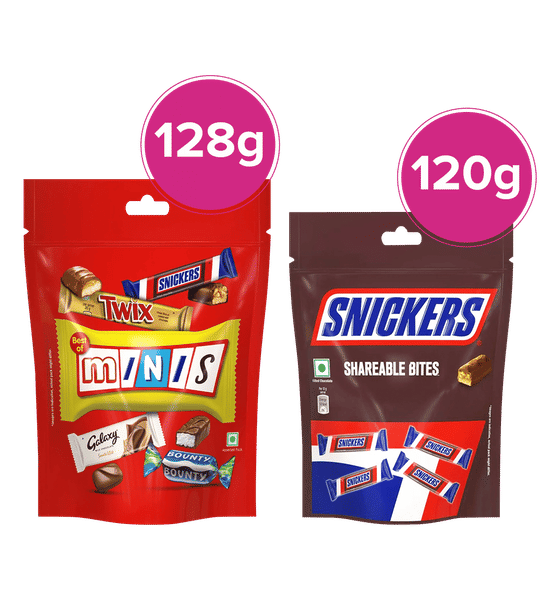 128g
120g
SNICKERS
TWIX
Best
of
minis
Galaxy
BOUNTY
BOUNTY
SNICKERS
SHAREABLE BITES
SNICKERS
SNICKERS
SNICKERS
SNICKERS